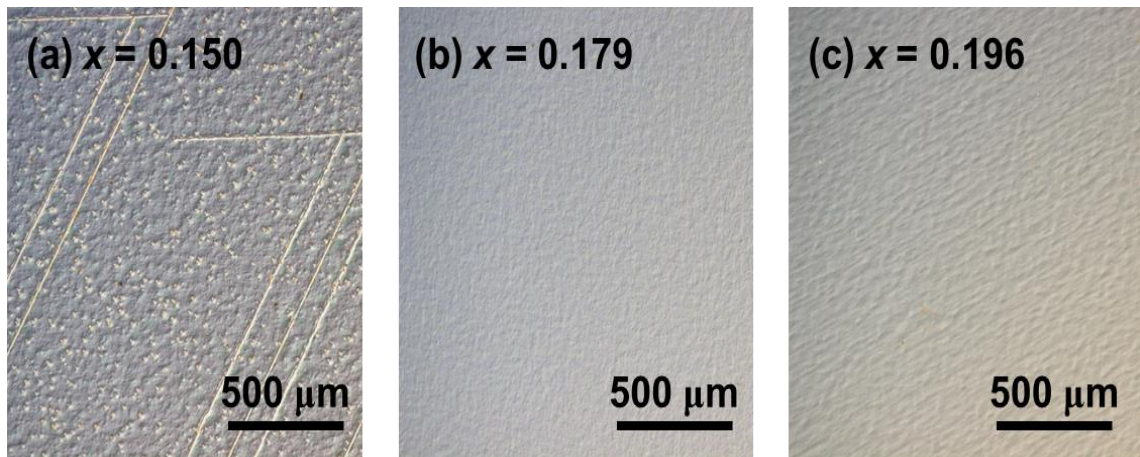 (a) x = 0.150
(b) x = 0.179
(c) x = 0.196
500 μm
500 μm
500 μm